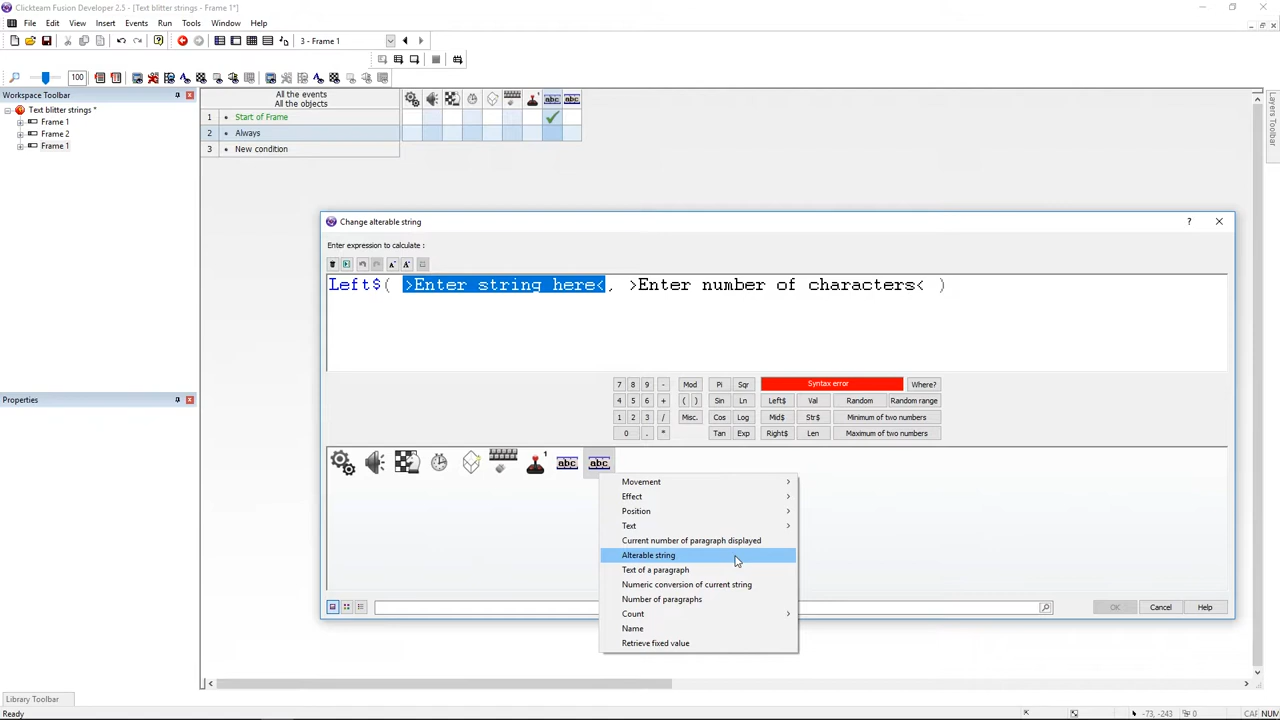 Clickteam Fusion Developer 2.5 - [Text blitter strings - Frame 1*]
File Edit View Insert Events Run Tools Window Help
3 - Frame 1
100
Workspace Toolbar
Text blitter strings *
Frame 1
Frame 2
Frame 1
All the events
All the objects
1 • Start of Frame
2 • Always
3 • New condition
Layers Toolbar
Change alterable string
Enter expression to calculate :
Left$( >Enter string here<, >Enter number of characters< )
7 8 9 - Mod Pi Sqr Syntax error Where?
4 5 6 + ( ) Sin Ln Left$ Val Random Random range
1 2 3 / Misc. Cos Log Mid$ Str$ Minimum of two numbers
0 . * Tan Exp Right$ Len Maximum of two numbers
abc abc
Movement
Effect
Position
Text
Current number of paragraph displayed
Alterable string
Text of a paragraph
Numeric conversion of current string
Number of paragraphs
Count
Name
Retrieve fixed value
OK Cancel Help
Properties
Library Toolbar
Ready
-73, -243
0
CAP NUM